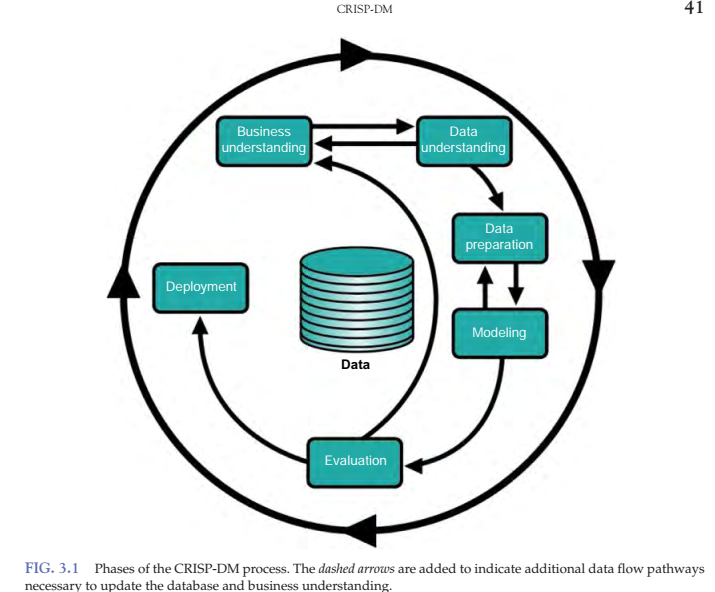 CRISP-DM
41
Business
understanding
Data
understanding
Data
preparation
Deployment
Modeling
Data
Evaluation
FIG. 3.1 Phases of the CRISP-DM process. The dashed arrows are added to indicate additional data flow pathways
necessary to update the database and business understanding.